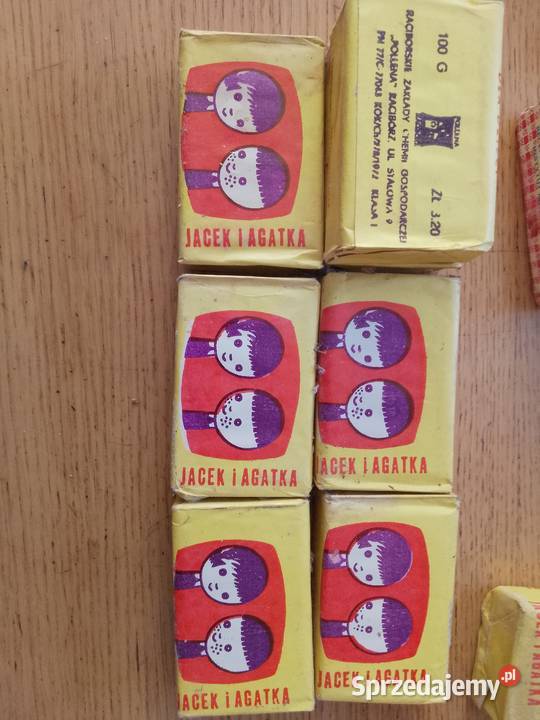 JACEK I AGATKA
100 G
ZŁ 3.20
POLLENA
RACIBORSKIE ZAKŁADY CHEMII GOSPODARCZEJ
„POLLENA” RACIBÓRZ, UL STALOWA 9
KLASA I
JACEK i AGATKA
JACEK i AGATKA
JACEK i AGATKA
JACEK i AGATKA
AGATKA
Sprzedajemy.pl